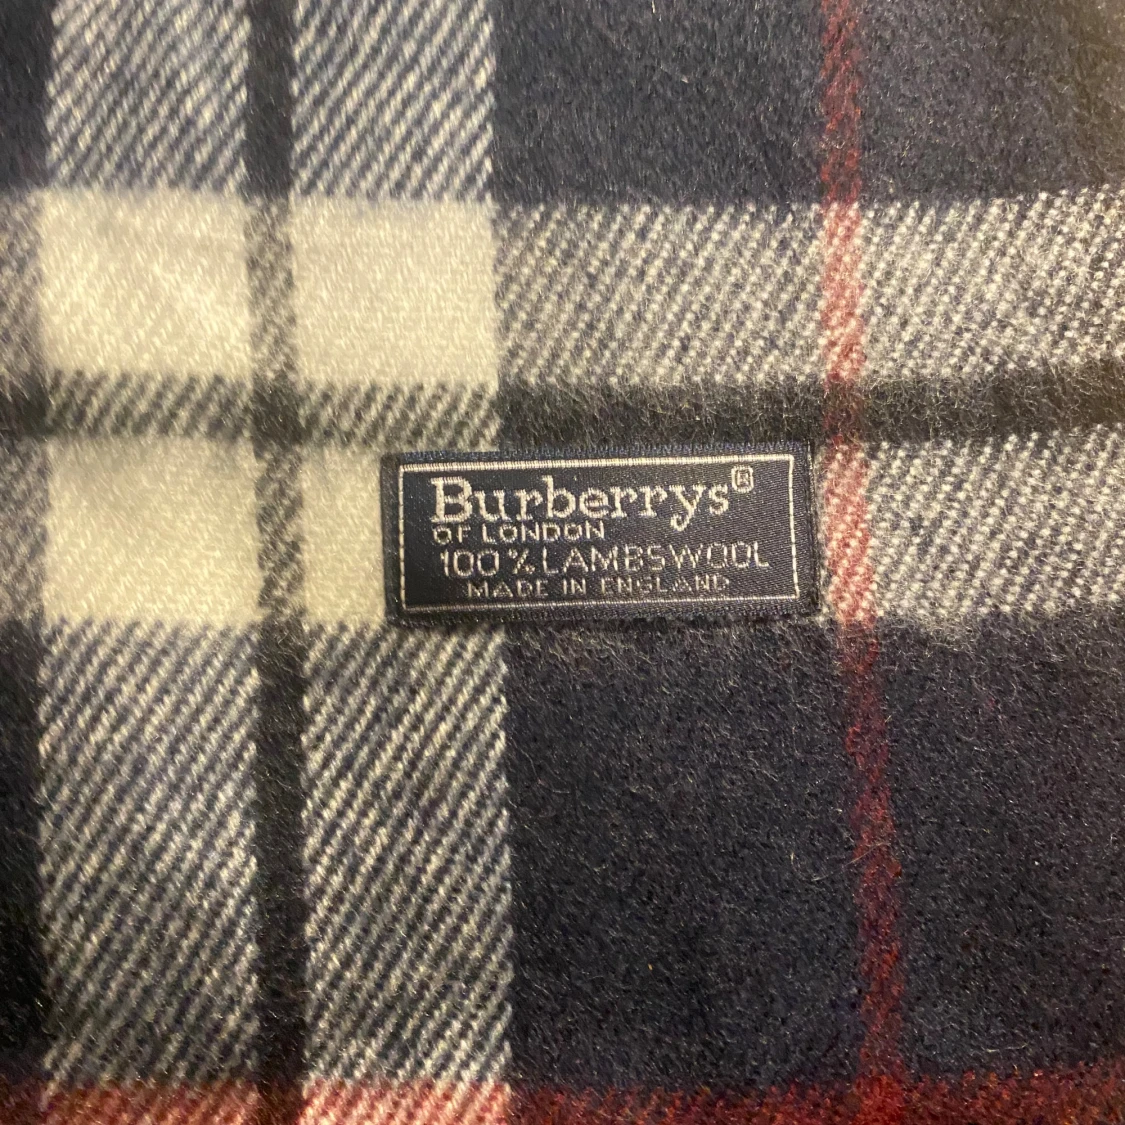 Burberrys®
OF LONDON
100% LAMBSWOOL
MADE IN ENGLAND